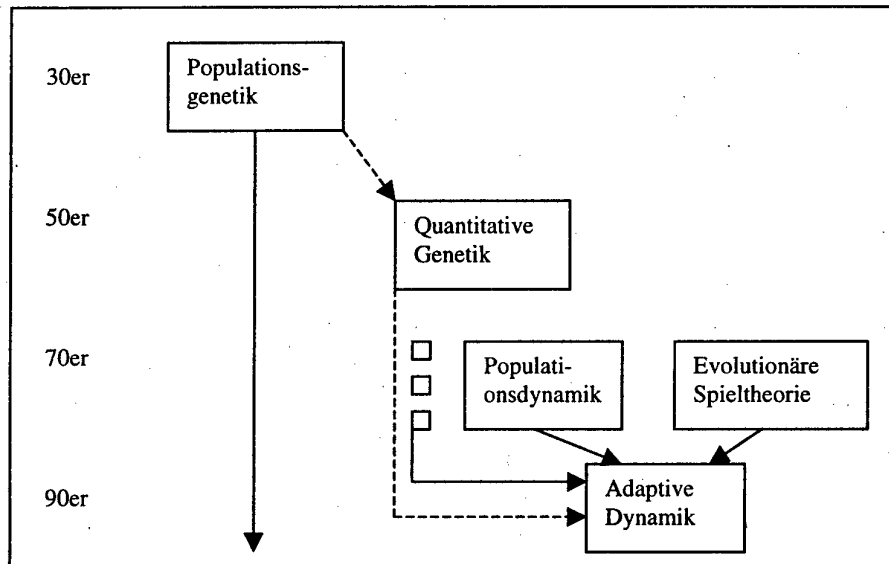 30er
Populations-
genetik
50er
Quantitative
Genetik
70er
Populati-
onsdynamik
Evolutionäre
Spieltheorie
90er
Adaptive
Dynamik